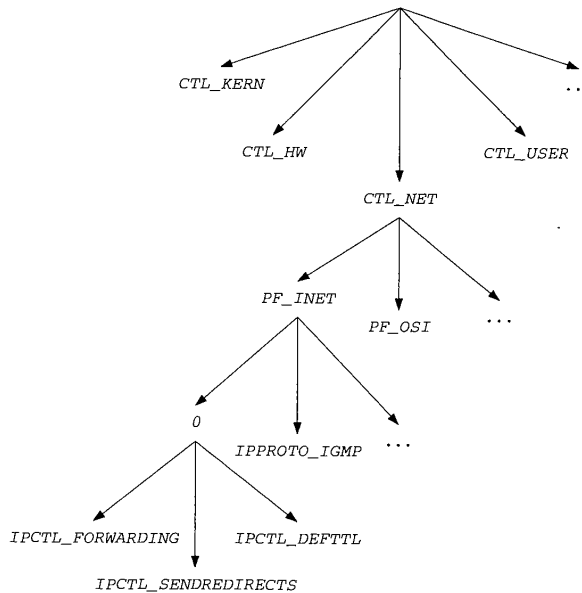 CTL_KERN
...
CTL_HW
CTL_USER
CTL_NET
PF_INET
PF_OSI
...
0
IPPROTO_IGMP
...
IPCTL_FORWARDING
IPCTL_DEFTTL
IPCTL_SENDREDIRECTS